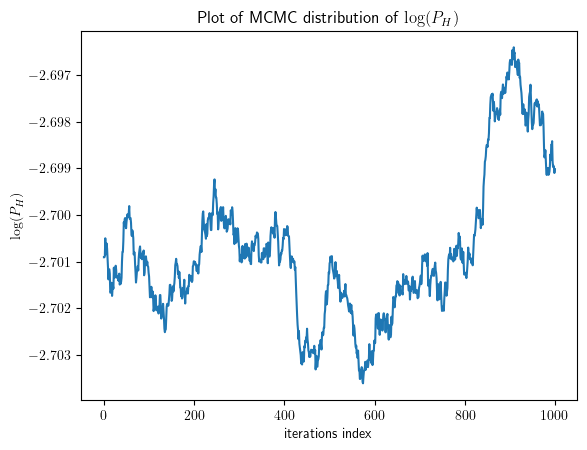 Plot of MCMC distribution of log(P_H)
log(P_H)
−2.697
−2.698
−2.699
−2.700
−2.701
−2.702
−2.703
0 200 400 600 800 1000
iterations index